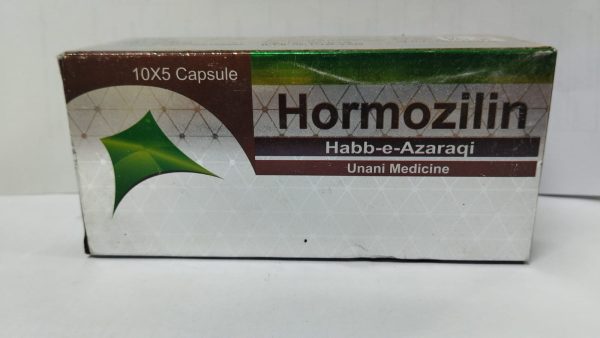 10X5 Capsule
Hormozilin
Habb-e-Azaraqi
Unani Medicine